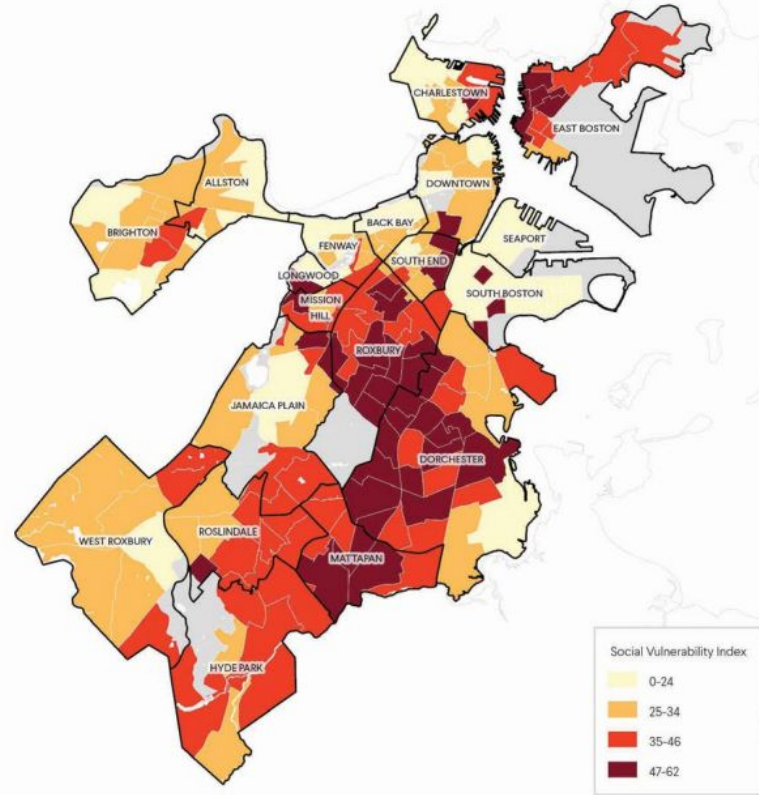 CHARLESTOWN
EAST BOSTON
ALLSTON
DOWNTOWN
BRIGHTON
BACK BAY
SEAPORT
FENWAY
SOUTH END
LONGWOOD
SOUTH BOSTON
MISSION
HILL
ROXBURY
JAMAICA PLAIN
DORCHESTER
ROSLINDALE
WEST ROXBURY
MATTAPAN
HYDE PARK
Social Vulnerability Index
0-24
25-34
35-46
47-62